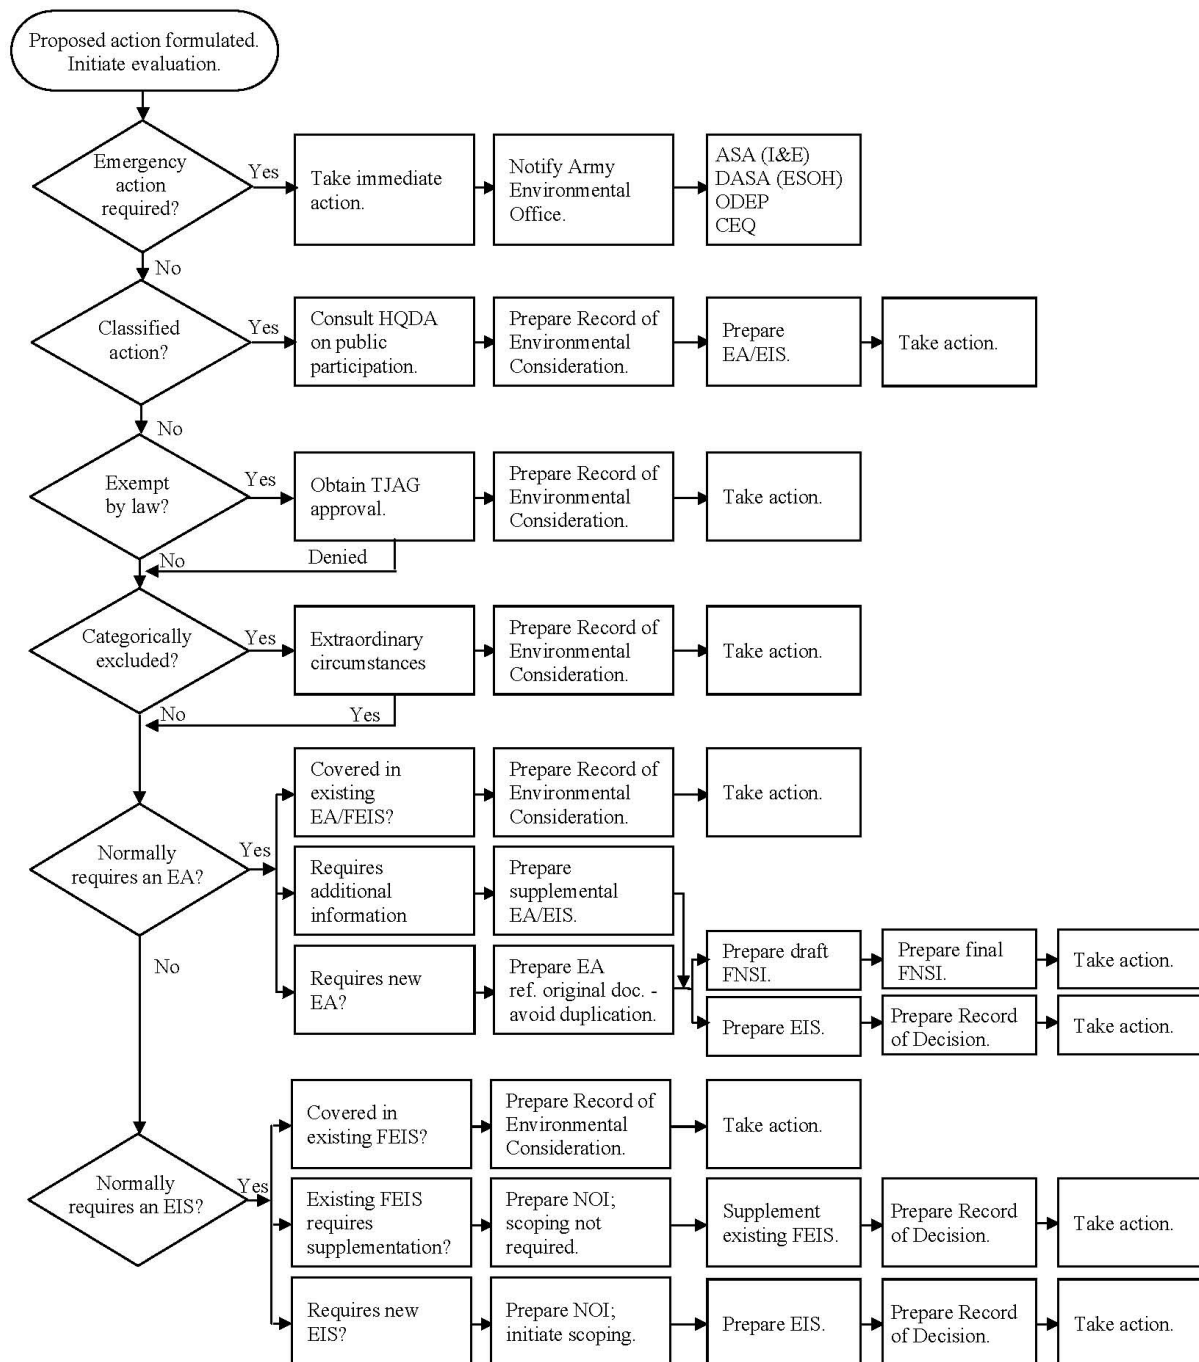 Proposed action formulated.
Initiate evaluation.
Emergency
action
required?
Yes
Take immediate
action.
Notify Army
Environmental
Office.
ASA (I&E)
DASA (ESOH)
ODEP
CEQ
No
Classified
action?
Yes
Consult HQDA
on public
participation.
Prepare Record of
Environmental
Consideration.
Prepare
EA/EIS.
Take action.
No
Exempt
by law?
Yes
Obtain TJAG
approval.
Prepare Record of
Environmental
Consideration.
Take action.
No
Denied
Categorically
excluded?
Yes
Extraordinary
circumstances
Prepare Record of
Environmental
Consideration.
Take action.
No
Yes
Normally
requires an EA?
Yes
Covered in
existing
EA/FEIS?
Prepare Record of
Environmental
Consideration.
Take action.
Requires
additional
information
Prepare
supplemental
EA/EIS.
Requires new
EA?
Prepare EA
ref. original doc. -
avoid duplication.
Prepare draft
FNSI.
Prepare final
FNSI.
Take action.
Prepare EIS.
Prepare Record
of Decision.
Take action.
No
Normally
requires an EIS?
Yes
Covered in
existing FEIS?
Prepare Record of
Environmental
Consideration.
Take action.
Existing FEIS
requires
supplementation?
Prepare NOI;
scoping not
required.
Supplement
existing FEIS.
Prepare Record
of Decision.
Take action.
Requires new
EIS?
Prepare NOI;
initiate scoping.
Prepare EIS.
Prepare Record
of Decision.
Take action.